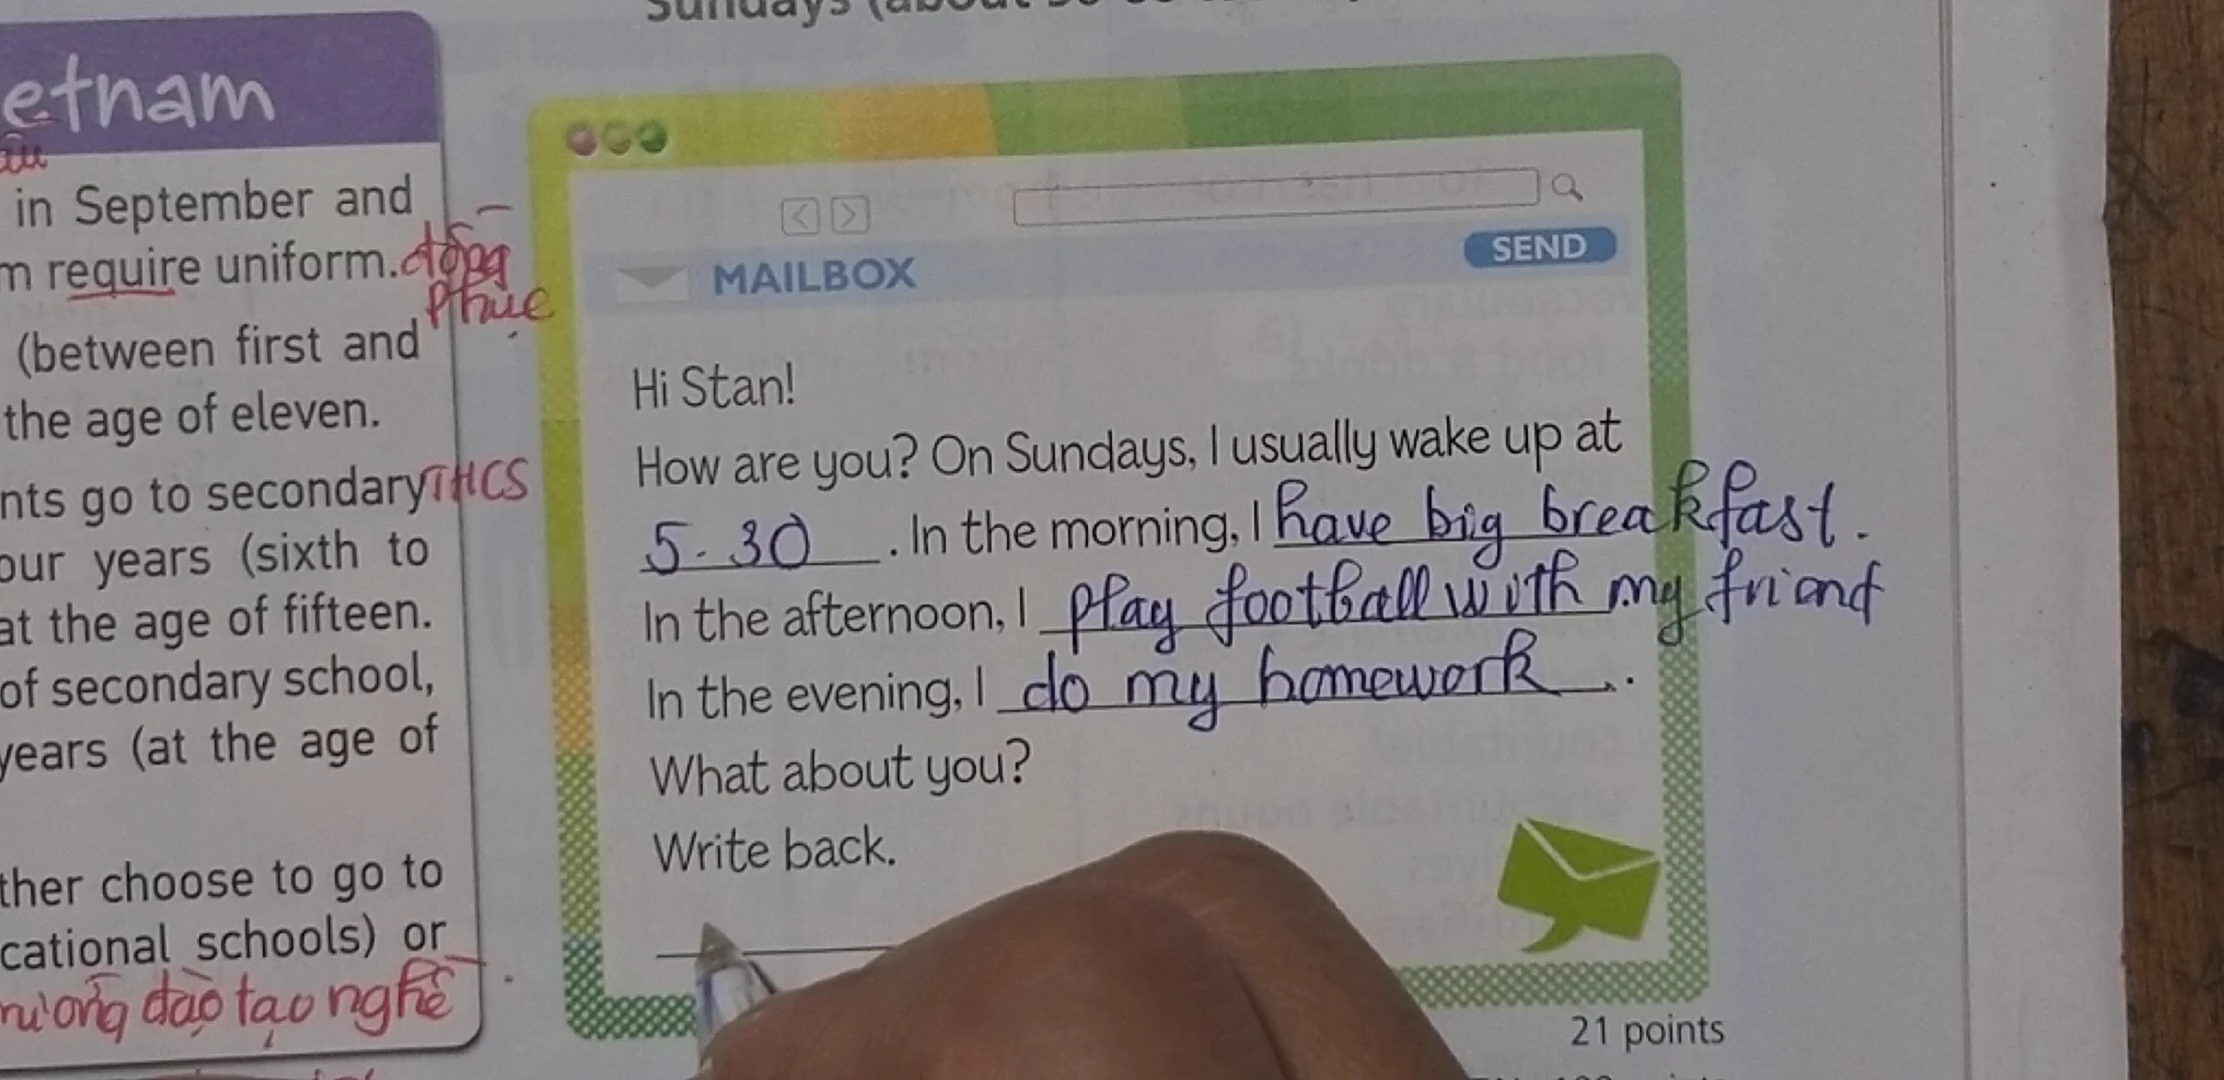 Sundays (about
etnam
in September and
m require uniform. đồng
phục
(between first and
the age of eleven.
nts go to secondary THCS
our years (sixth to
at the age of fifteen.
of secondary school,
years (at the age of
ther choose to go to
cational schools) or
đào tạo nghề
MAILBOX
SEND
Hi Stan!
How are you? On Sundays, I usually wake up at
5.30. In the morning, I have big breakfast.
In the afternoon, I play football with my friend
In the evening, I do my homework.
What about you?
Write back.
21 points